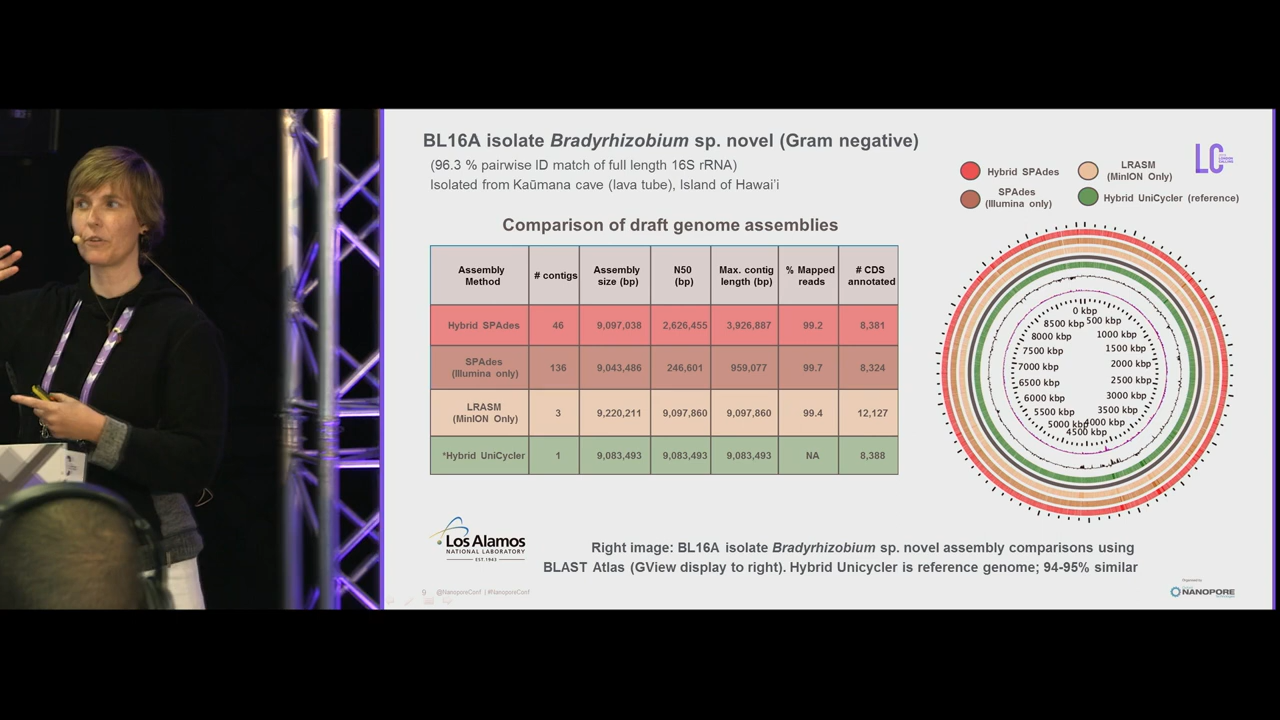 BL16A isolate Bradyrhizobium sp. novel (Gram negative)
(96.3 % pairwise ID match of full length 16S rRNA)
Isolated from Kaūmana cave (lava tube), Island of Hawai'i
LC
Hybrid SPAdes
LRASM
(MinION Only)
SPAdes
(Illumina only)
Hybrid UniCycler (reference)
Comparison of draft genome assemblies
Assembly Method # contigs Assembly size (bp) N50 (bp) Max. contig length (bp) % Mapped reads # CDS annotated
Hybrid SPAdes 46 9,097,038 2,626,455 3,926,887 99.2 8,381
SPAdes (Illumina only) 136 9,043,486 246,601 959,077 99.7 8,324
LRASM (MinION Only) 3 9,220,211 9,097,860 9,097,860 99.4 12,127
*Hybrid UniCycler 1 9,083,493 9,083,493 9,083,493 NA 8,388
0 kbp
500 kbp
1000 kbp
1500 kbp
2000 kbp
2500 kbp
3000 kbp
3500 kbp
4000 kbp
4500 kbp
5000 kbp
5500 kbp
6000 kbp
6500 kbp
7000 kbp
7500 kbp
8000 kbp
8500 kbp
Los Alamos
NATIONAL LABORATORY
EST.1943
Right image: BL16A isolate Bradyrhizobium sp. novel assembly comparisons using
BLAST Atlas (GView display to right). Hybrid Unicycler is reference genome; 94-95% similar
@NanoporeConf | #NanoporeConf
Organised by
NANOPORE